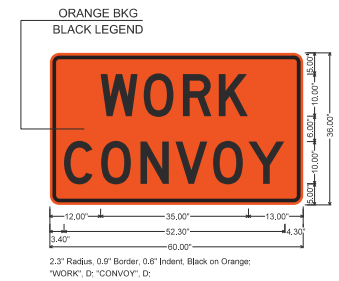 ORANGE BKG
BLACK LEGEND
WORK
CONVOY
5.00"
10.00"
6.00"
10.00"
5.00"
36.00"
12,00"
35,00"
13,00"
52.30"
3.40"
4.30"
60.00"
2.3" Radius, 0.9" Border, 0.6" Indent, Black on Orange;
"WORK", D; "CONVOY", D;